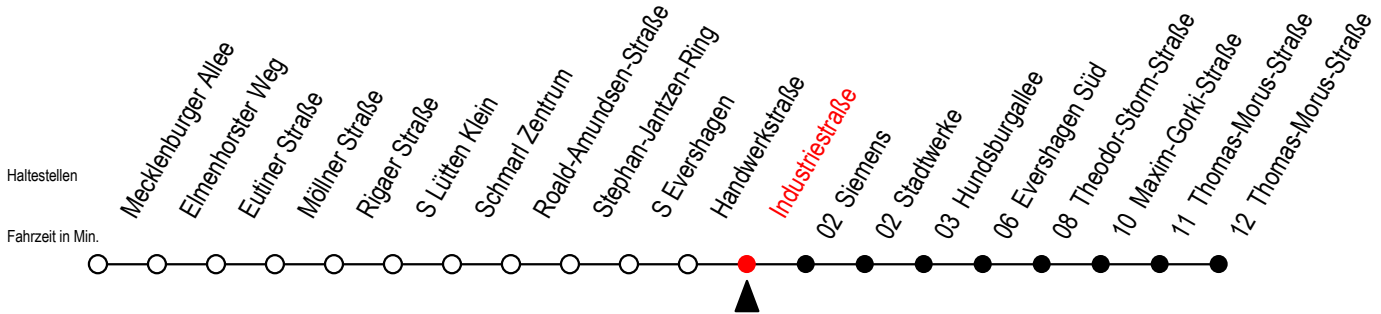 Haltestellen
Fahrzeit in Min.
Mecklenburger Allee
Elmenhorster Weg
Eutiner Straße
Möllner Straße
Rigaer Straße
S Lütten Klein
Schmarl Zentrum
Roald-Amundsen-Straße
Stephan-Jantzen-Ring
S Evershagen
Handwerkstraße
Industriestraße
02 Siemens
02 Stadtwerke
03 Hundsburgallee
06 Evershagen Süd
08 Theodor-Storm-Straße
10 Maxim-Gorki-Straße
11 Thomas-Morus-Straße
12 Thomas-Morus-Straße